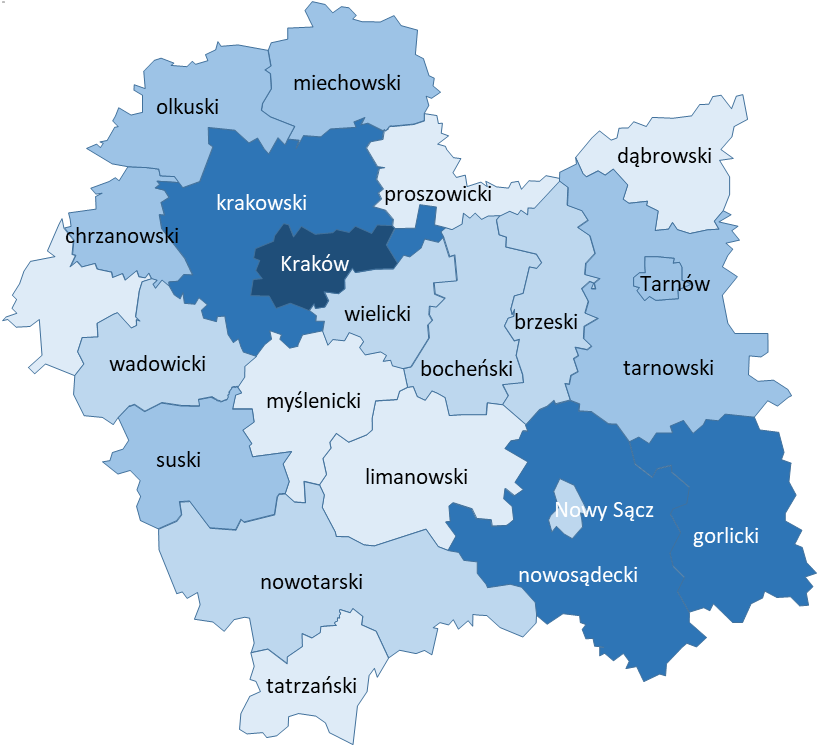 miechowski
olkuski
dąbrowski
proszowicki
krakowski
chrzanowski
Kraków
Tarnów
wielicki
brzeski
wadowicki
bocheński
tarnowski
myślenicki
suski
limanowski
Nowy Sącz
gorlicki
nowotarski
nowosądecki
tatrzański